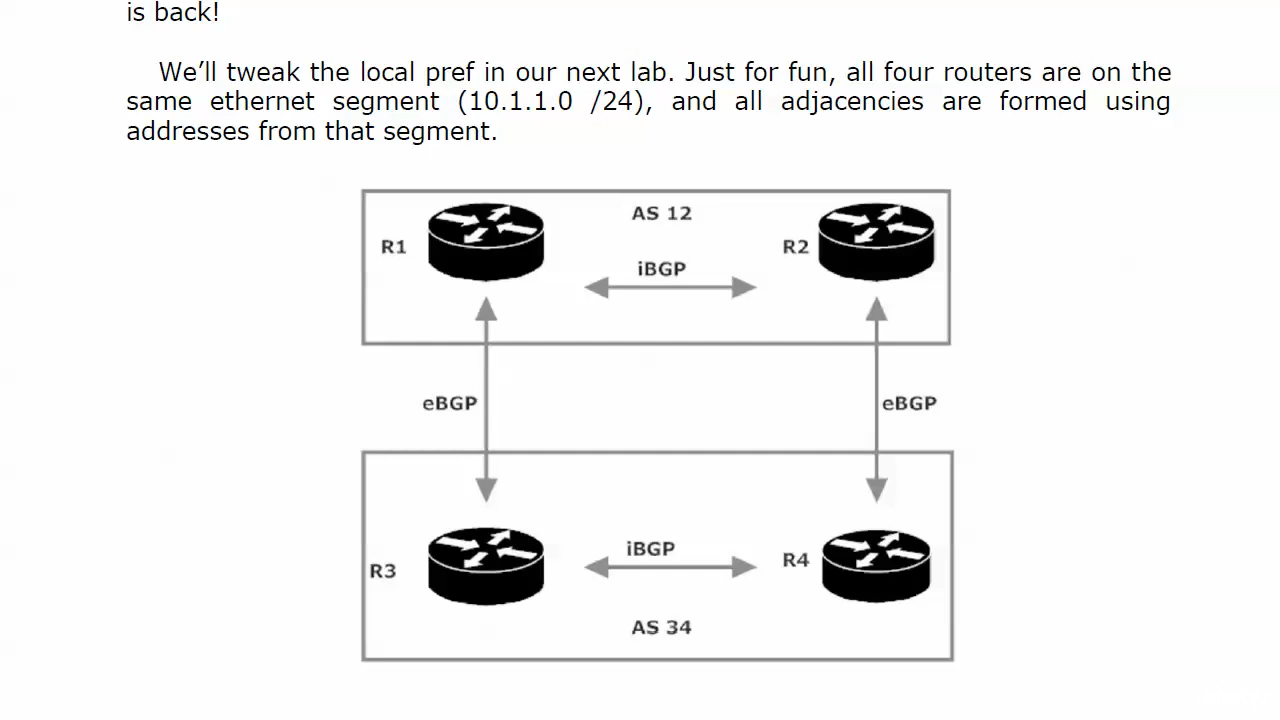 is back!
We’ll tweak the local pref in our next lab. Just for fun, all four routers are on the
same ethernet segment (10.1.1.0 /24), and all adjacencies are formed using
addresses from that segment.
AS 12
R1
R2
iBGP
eBGP
eBGP
iBGP
R3
R4
AS 34